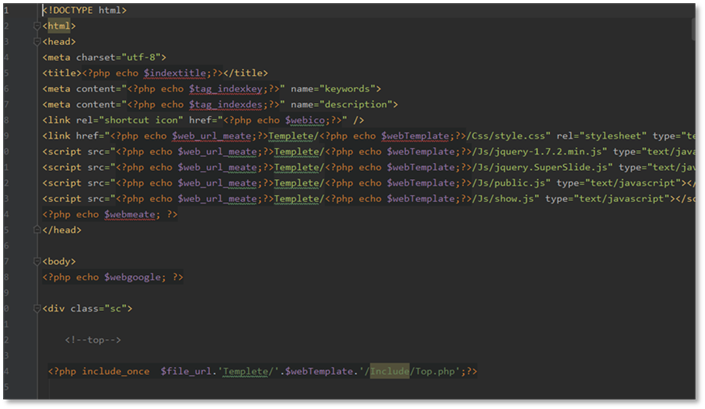 1 <!DOCTYPE html>
2 <html>
3 <head>
4 <meta charset="utf-8">
5 <title><?php echo $indextitle;?></title>
6 <meta content="<?php echo $tag_indexkey;?>" name="keywords">
7 <meta content="<?php echo $tag_indexdes;?>" name="description">
8 <link rel="shortcut icon" href="<?php echo $webico;?>" />
9 <link href="<?php echo $web_url_meate;?>Templete/<?php echo $webTemplate;?>/Css/style.css" rel="stylesheet" type="te
0 <script src="<?php echo $web_url_meate;?>Templete/<?php echo $webTemplate;?>/Js/jquery-1.7.2.min.js" type="text/java
1 <script src="<?php echo $web_url_meate;?>Templete/<?php echo $webTemplate;?>/Js/jquery.SuperSlide.js" type="text/java
2 <script src="<?php echo $web_url_meate;?>Templete/<?php echo $webTemplate;?>/Js/public.js" type="text/javascript"></
3 <script src="<?php echo $web_url_meate;?>Templete/<?php echo $webTemplate;?>/Js/show.js" type="text/javascript"></sc
4 <?php echo $webmeate; ?>
5 </head>
6
7 <body>
8 <?php echo $webgoogle; ?>
9
0 <div class="sc">
1
2 <!--top-->
3
4 <?php include_once $file_url.'Templete/'.$webTemplate.'/Include/Top.php';?>
5